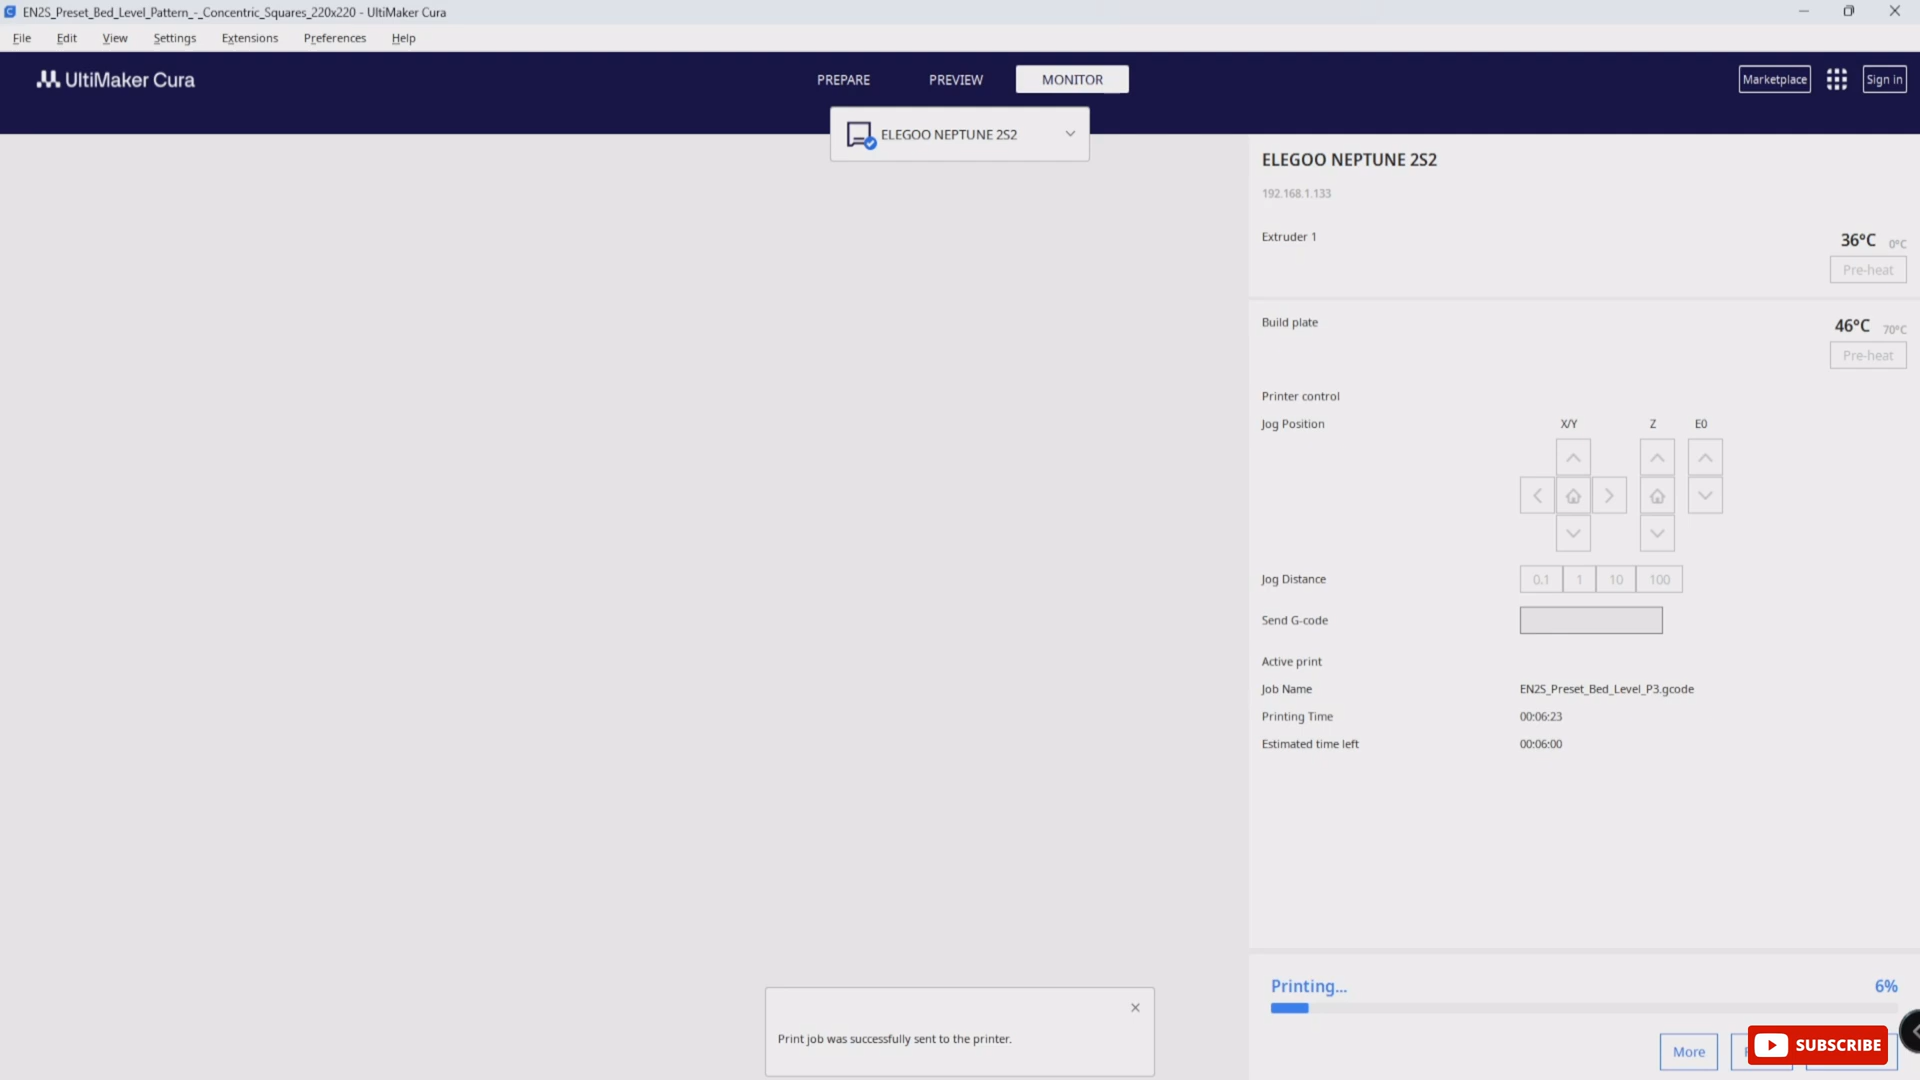 EN2S_Preset_Bed_Level_Pattern_-_Concentric_Squares_220x220 - UltiMaker Cura
File Edit View Settings Extensions Preferences Help
UltiMaker Cura
PREPARE PREVIEW MONITOR
Marketplace Sign in
ELEGOO NEPTUNE 2S2
ELEGOO NEPTUNE 2S2
192.168.1.133
Extruder 1 36°C 0°C
Pre-heat
Build plate 46°C 70°C
Pre-heat
Printer control
Jog Position X/Y Z E0
Jog Distance 0.1 1 10 100
Send G-code
Active print
Job Name EN2S_Preset_Bed_Level_P3.gcode
Printing Time 00:06:23
Estimated time left 00:06:00
Printing... 6%
Print job was successfully sent to the printer.
More
SUBSCRIBE